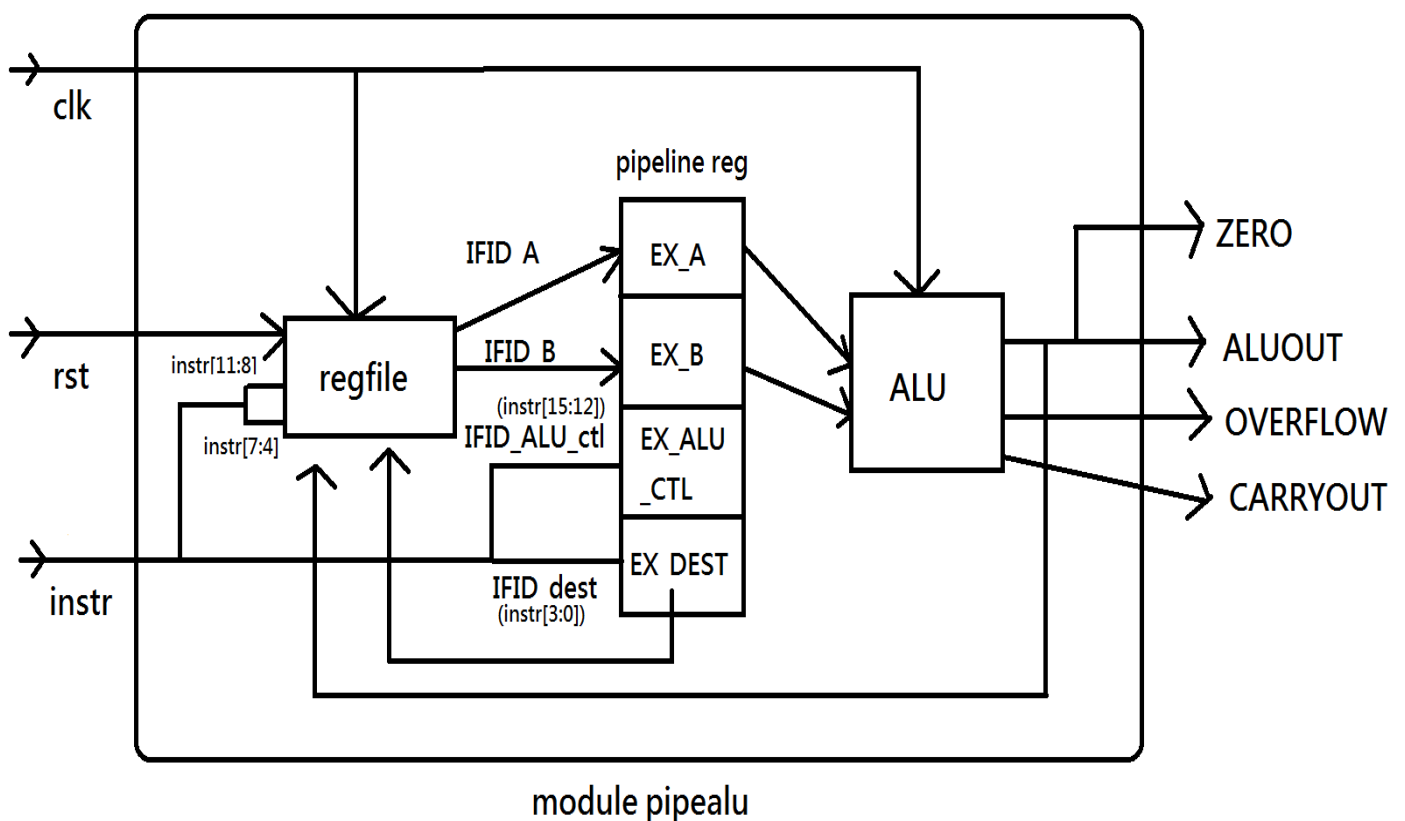 clk
pipeline reg
IFID A
EX_A
ZERO
rst
instr[11:8]
regfile
IFID B
EX_B
ALU
ALUOUT
(instr[15:12])
instr[7:4]
IFID_ALU_ctl
EX_ALU
_CTL
OVERFLOW
CARRYOUT
instr
EX DEST
IFID dest
(instr[3:0])
module pipealu